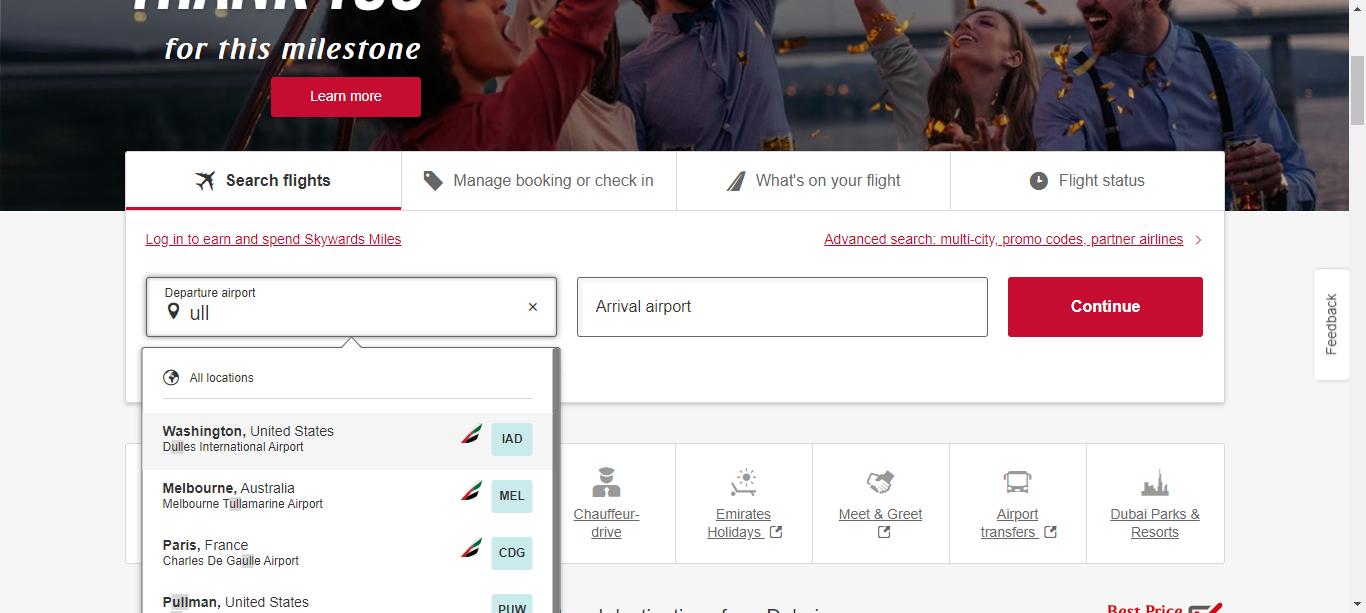 THANK YOU
for this milestone
Learn more
Search flights
Manage booking or check in
What's on your flight
Flight status
Log in to earn and spend Skywards Miles
Advanced search: multi-city, promo codes, partner airlines
Departure airport
ull
Arrival airport
Continue
Feedback
All locations
Washington, United States
Dulles International Airport
IAD
Melbourne, Australia
Melbourne Tullamarine Airport
MEL
Paris, France
Charles De Gaulle Airport
CDG
Pullman, United States
PUW
Chauffeur-
drive
Emirates
Holidays
Meet & Greet
Airport
transfers
Dubai Parks &
Resorts
Best Price